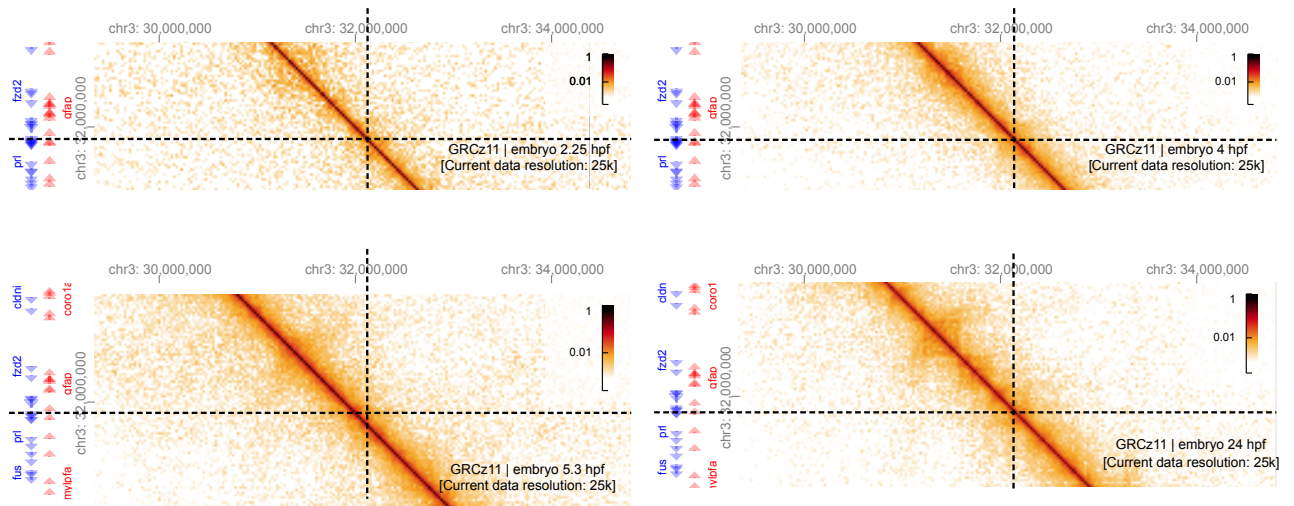 chr3: 30,000,000 chr3: 32,000,000 chr3: 34,000,000
fzd2
gfap
prl
chr3: 32,000,000
1
0.01
GRCz11 | embryo 2.25 hpf
[Current data resolution: 25k]
chr3: 30,000,000 chr3: 32,000,000 chr3: 34,000,000
fzd2
gfap
prl
chr3: 32,000,000
1
0.01
GRCz11 | embryo 4 hpf
[Current data resolution: 25k]
chr3: 30,000,000 chr3: 32,000,000 chr3: 34,000,000
cldni
coro1a
fzd2
gfap
prl
fus
mylpfa
chr3: 32,000,000
1
0.01
GRCz11 | embryo 5.3 hpf
[Current data resolution: 25k]
chr3: 30,000,000 chr3: 32,000,000 chr3: 34,000,000
cldn
coro1
fzd2
gfap
prl
fus
mylpfa
chr3: 32,000,000
1
0.01
GRCz11 | embryo 24 hpf
[Current data resolution: 25k]